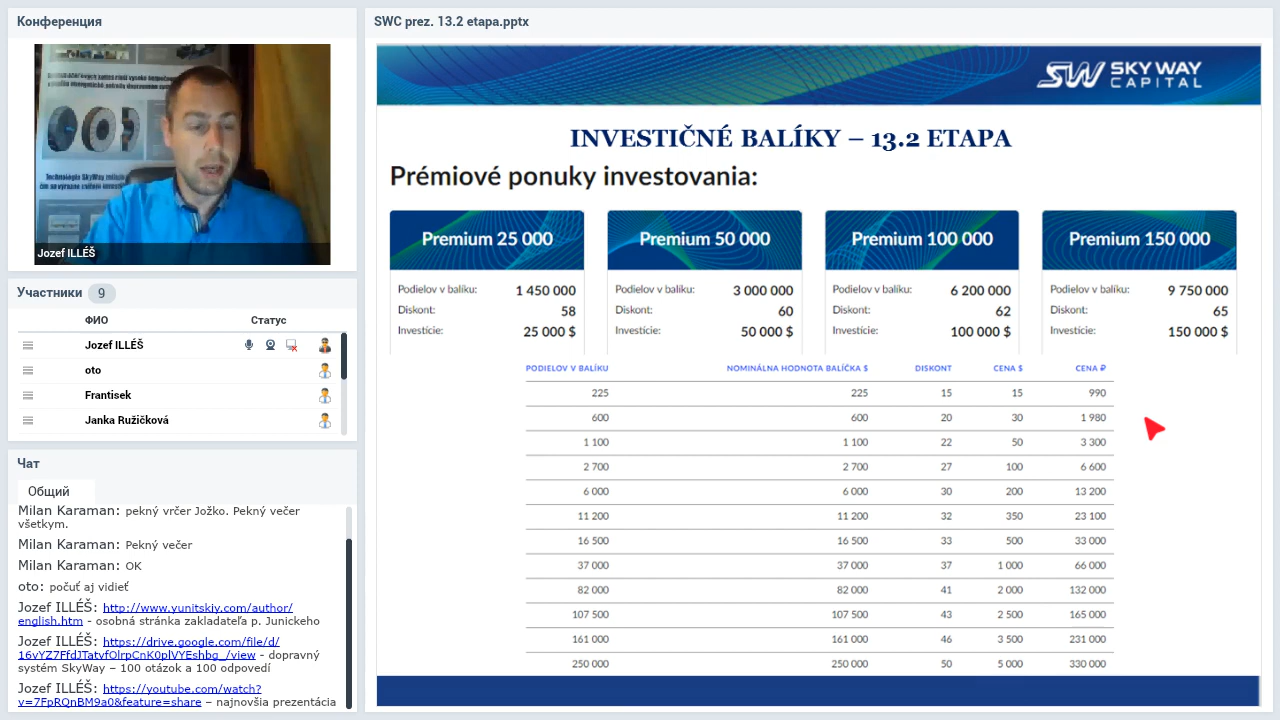 Конференция
Jozef ILLÉŠ
Участники 9
ФИО Статус
Jozef ILLÉŠ
oto
Frantisek
Janka Ružičková
Чат
Общий
Milan Karaman: pekný vrčer Jožko. Pekný večer
všetkym.
Milan Karaman: Pekný večer
Milan Karaman: OK
oto: počuť aj vidieť
Jozef ILLÉŠ: http://www.yunitskiy.com/author/
english.htm - osobná stránka zakladateľa p. Junickeho
Jozef ILLÉŠ: https://drive.google.com/file/d/
16vYZ7FfdJTatvfOlrpCnK0plVYEshbg_/view - dopravný
systém SkyWay – 100 otázok a 100 odpovedí
Jozef ILLÉŠ: https://youtube.com/watch?
v=7FpRQnBM9a0&feature=share – najnovšia prezentácia
SWC prez. 13.2 etapa.pptx
SW SKY WAY
CAPITAL
INVESTIČNÉ BALÍKY – 13.2 ETAPA
Prémiové ponuky investovania:
Premium 25 000
Podielov v balíku: 1 450 000
Diskont: 58
Investície: 25 000 $
Premium 50 000
Podielov v balíku: 3 000 000
Diskont: 60
Investície: 50 000 $
Premium 100 000
Podielov v balíku: 6 200 000
Diskont: 62
Investície: 100 000 $
Premium 150 000
Podielov v balíku: 9 750 000
Diskont: 65
Investície: 150 000 $
PODIELOV V BALÍKU NOMINÁLNA HODNOTA BALÍČKA $ DISKONT CENA $ CENA ₽
225 225 15 15 990
600 600 20 30 1 980
1 100 1 100 22 50 3 300
2 700 2 700 27 100 6 600
6 000 6 000 30 200 13 200
11 200 11 200 32 350 23 100
16 500 16 500 33 500 33 000
37 000 37 000 37 1 000 66 000
82 000 82 000 41 2 000 132 000
107 500 107 500 43 2 500 165 000
161 000 161 000 46 3 500 231 000
250 000 250 000 50 5 000 330 000